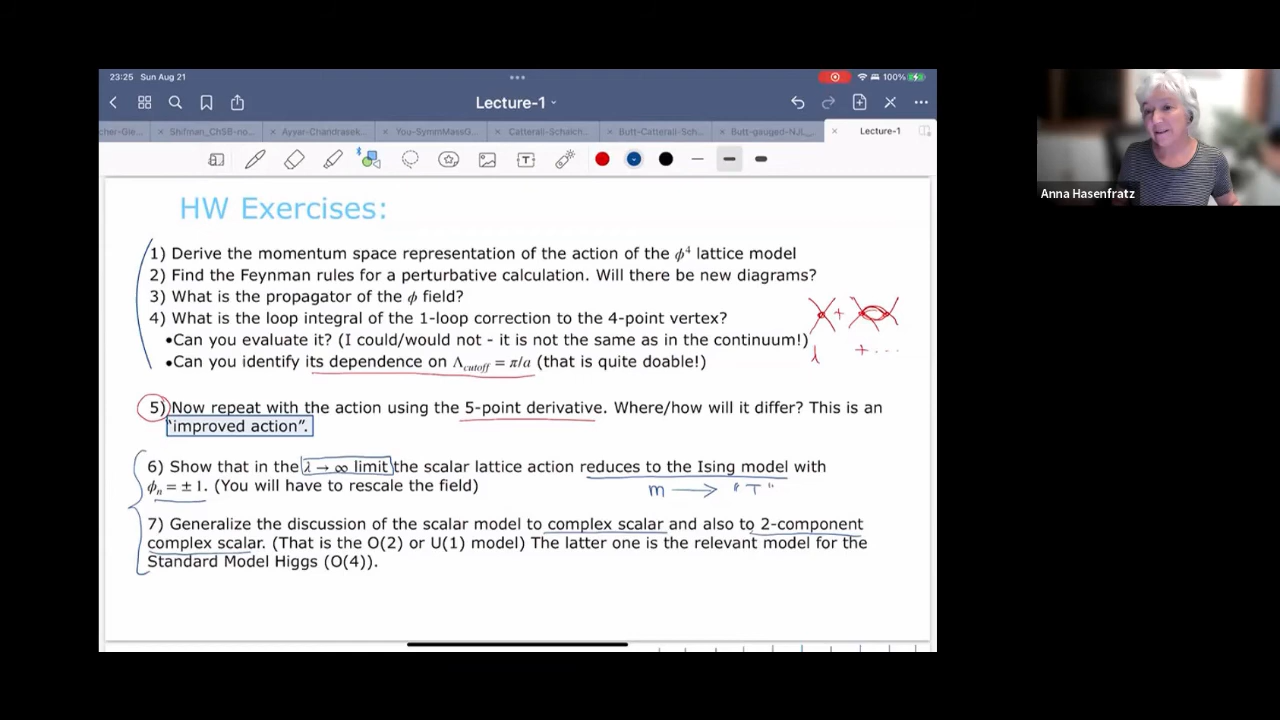 23:25 Sun Aug 21
100%
Lecture-1
cher-Gie...
Shifman_ChSB-no...
Ayyar-Chandrasek...
You-SymmMassG...
Catterall-Schaich...
Butt-Catterall-Sch...
Butt-gauged-NJL_...
Lecture-1
Anna Hasenfratz
HW Exercises:
1) Derive the momentum space representation of the action of the ϕ⁴ lattice model
2) Find the Feynman rules for a perturbative calculation. Will there be new diagrams?
3) What is the propagator of the ϕ field?
4) What is the loop integral of the 1-loop correction to the 4-point vertex?
•Can you evaluate it? (I could/would not - it is not the same as in the continuum!)
•Can you identify its dependence on Λcutoff = π/a (that is quite doable!)
+
λ + ...
5) Now repeat with the action using the 5-point derivative. Where/how will it differ? This is an
"improved action".
6) Show that in the λ → ∞ limit the scalar lattice action reduces to the Ising model with
ϕₙ = ± 1. (You will have to rescale the field)
m → "T"
7) Generalize the discussion of the scalar model to complex scalar and also to 2-component
complex scalar. (That is the O(2) or U(1) model) The latter one is the relevant model for the
Standard Model Higgs (O(4)).